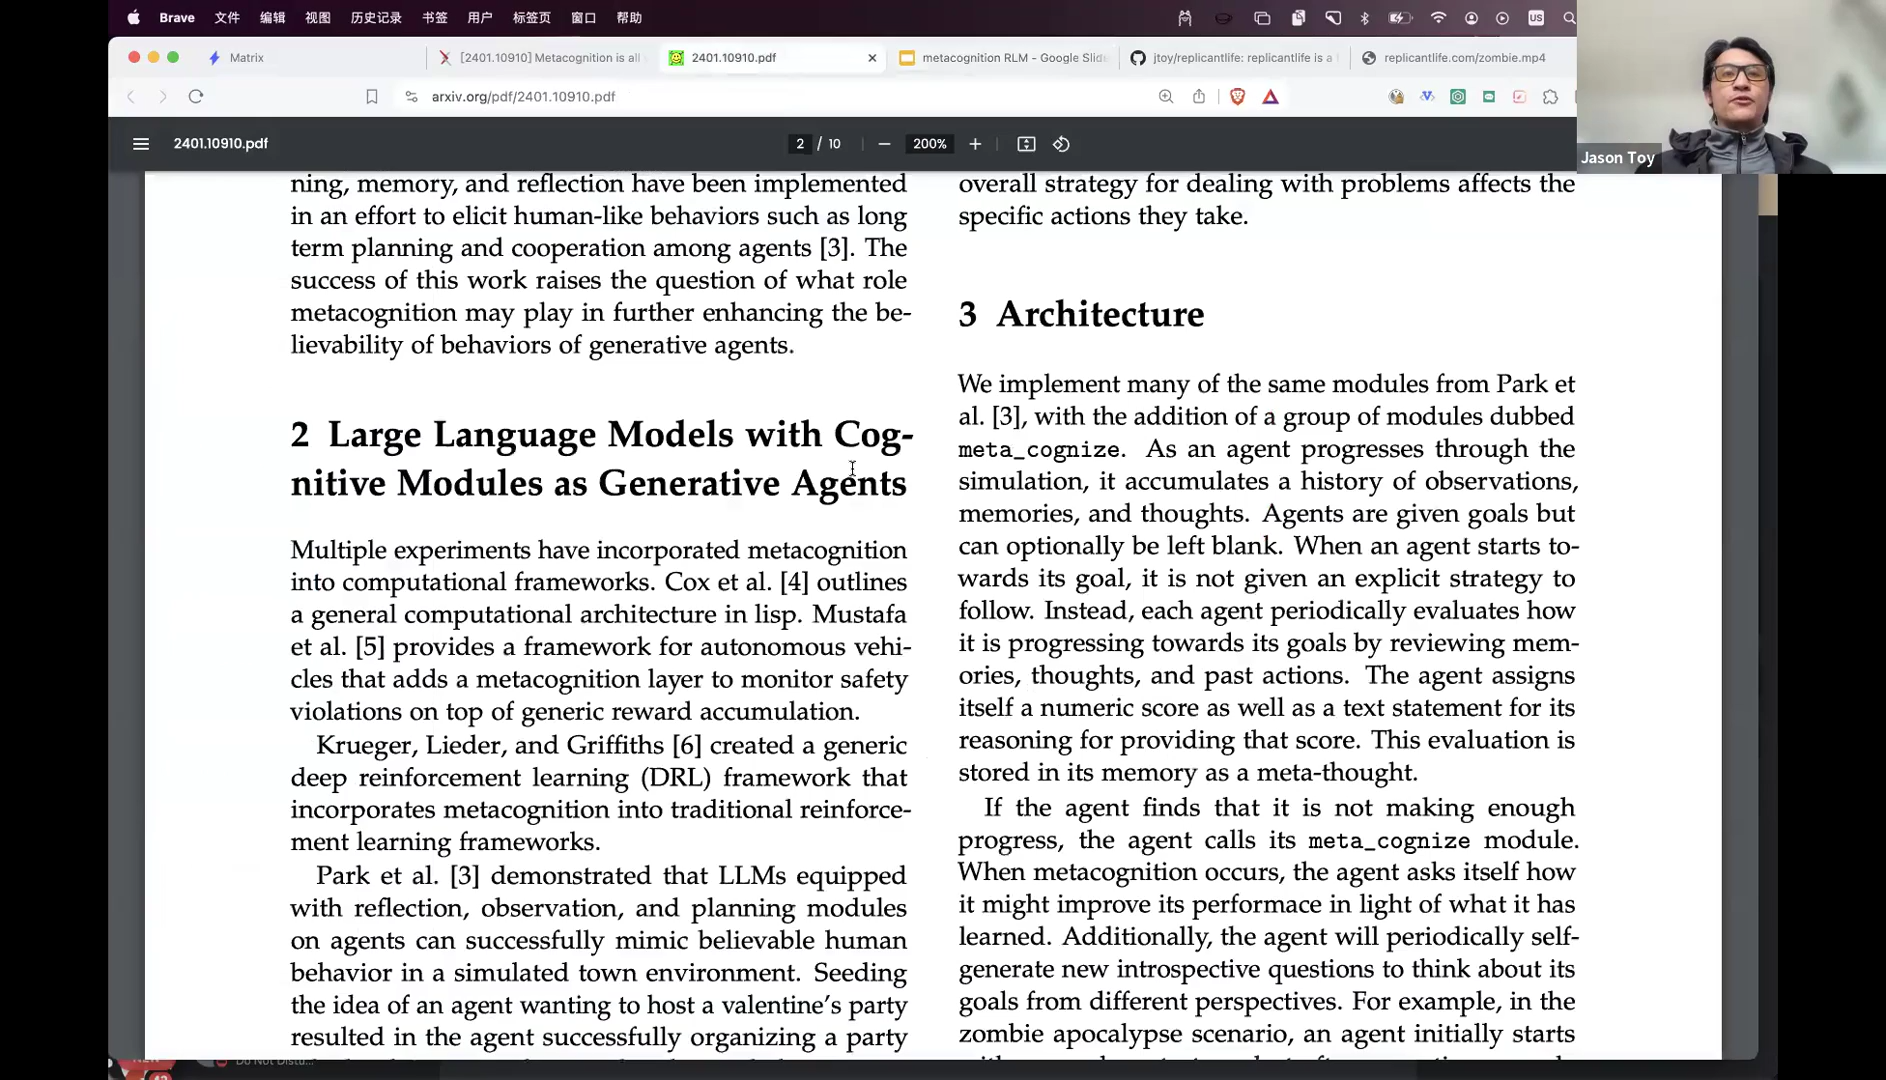 Brave 文件 编辑 视图 历史记录 书签 用户 标签页 窗口 帮助 US
Matrix [2401.10910] Metacognition is all 2401.10910.pdf metacognition RLM - Google Slide jtoy/replicantlife: replicantlife is a replicantlife.com/zombie.mp4
arxiv.org/pdf/2401.10910.pdf
2401.10910.pdf 2 / 10 200%
Jason Toy
ning, memory, and reflection have been implemented
in an effort to elicit human-like behaviors such as long
term planning and cooperation among agents [3]. The
success of this work raises the question of what role
metacognition may play in further enhancing the be-
lievability of behaviors of generative agents.
2 Large Language Models with Cog-
nitive Modules as Generative Agents
Multiple experiments have incorporated metacognition
into computational frameworks. Cox et al. [4] outlines
a general computational architecture in lisp. Mustafa
et al. [5] provides a framework for autonomous vehi-
cles that adds a metacognition layer to monitor safety
violations on top of generic reward accumulation.
Krueger, Lieder, and Griffiths [6] created a generic
deep reinforcement learning (DRL) framework that
incorporates metacognition into traditional reinforce-
ment learning frameworks.
Park et al. [3] demonstrated that LLMs equipped
with reflection, observation, and planning modules
on agents can successfully mimic believable human
behavior in a simulated town environment. Seeding
the idea of an agent wanting to host a valentine's party
resulted in the agent successfully organizing a party
overall strategy for dealing with problems affects the
specific actions they take.
3 Architecture
We implement many of the same modules from Park et
al. [3], with the addition of a group of modules dubbed
meta_cognize. As an agent progresses through the
simulation, it accumulates a history of observations,
memories, and thoughts. Agents are given goals but
can optionally be left blank. When an agent starts to-
wards its goal, it is not given an explicit strategy to
follow. Instead, each agent periodically evaluates how
it is progressing towards its goals by reviewing mem-
ories, thoughts, and past actions. The agent assigns
itself a numeric score as well as a text statement for its
reasoning for providing that score. This evaluation is
stored in its memory as a meta-thought.
If the agent finds that it is not making enough
progress, the agent calls its meta_cognize module.
When metacognition occurs, the agent asks itself how
it might improve its performace in light of what it has
learned. Additionally, the agent will periodically self-
generate new introspective questions to think about its
goals from different perspectives. For example, in the
zombie apocalypse scenario, an agent initially starts